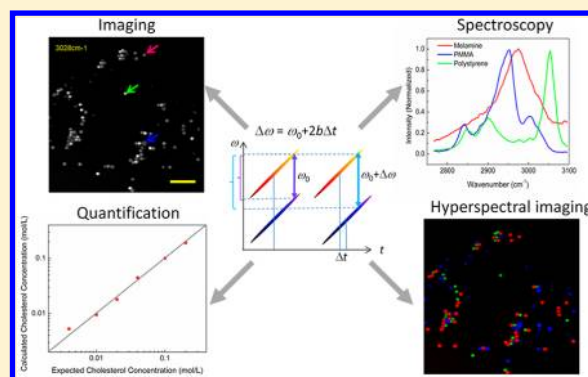 Imaging
3028cm-1
Spectroscopy
Intensity (Normalized)
1.0
0.8
0.6
0.4
0.2
0.0
Melamine
PMMA
Polystyrene
2800 2900 3000 3100
Wavenumber (cm⁻¹)
Δω = ω₀+2bΔt
ω
ω₀
ω₀+Δω
t
Δt
Quantification
Calculated Cholesterol Concentration (mol/L)
0.1
0.01
0.01 0.1
Expected Cholesterol Concentration (mol/L)
Hyperspectral imaging